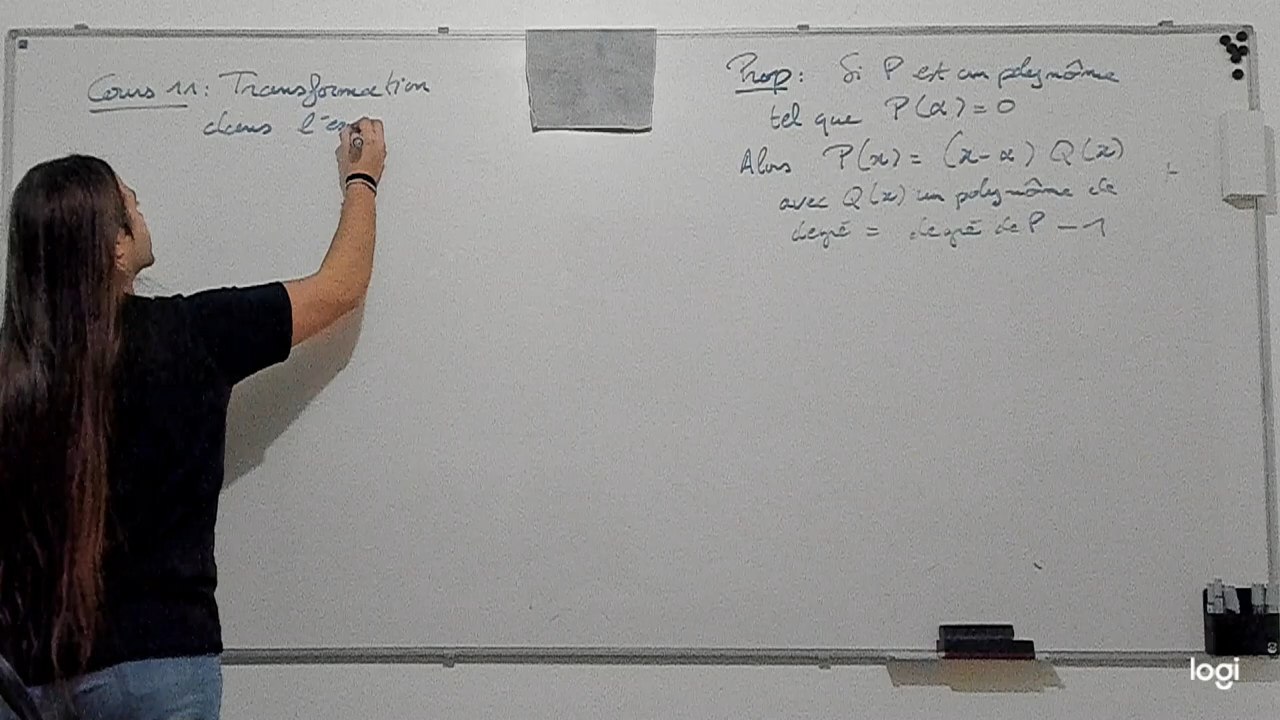 Cours 11: Transformation
dans l'es
Prop: Si P est un polynôme
tel que P(α) = 0
Alors P(x) = (x-α) Q(x)
avec Q(x) un polynôme de
degré = degré de P - 1
logi